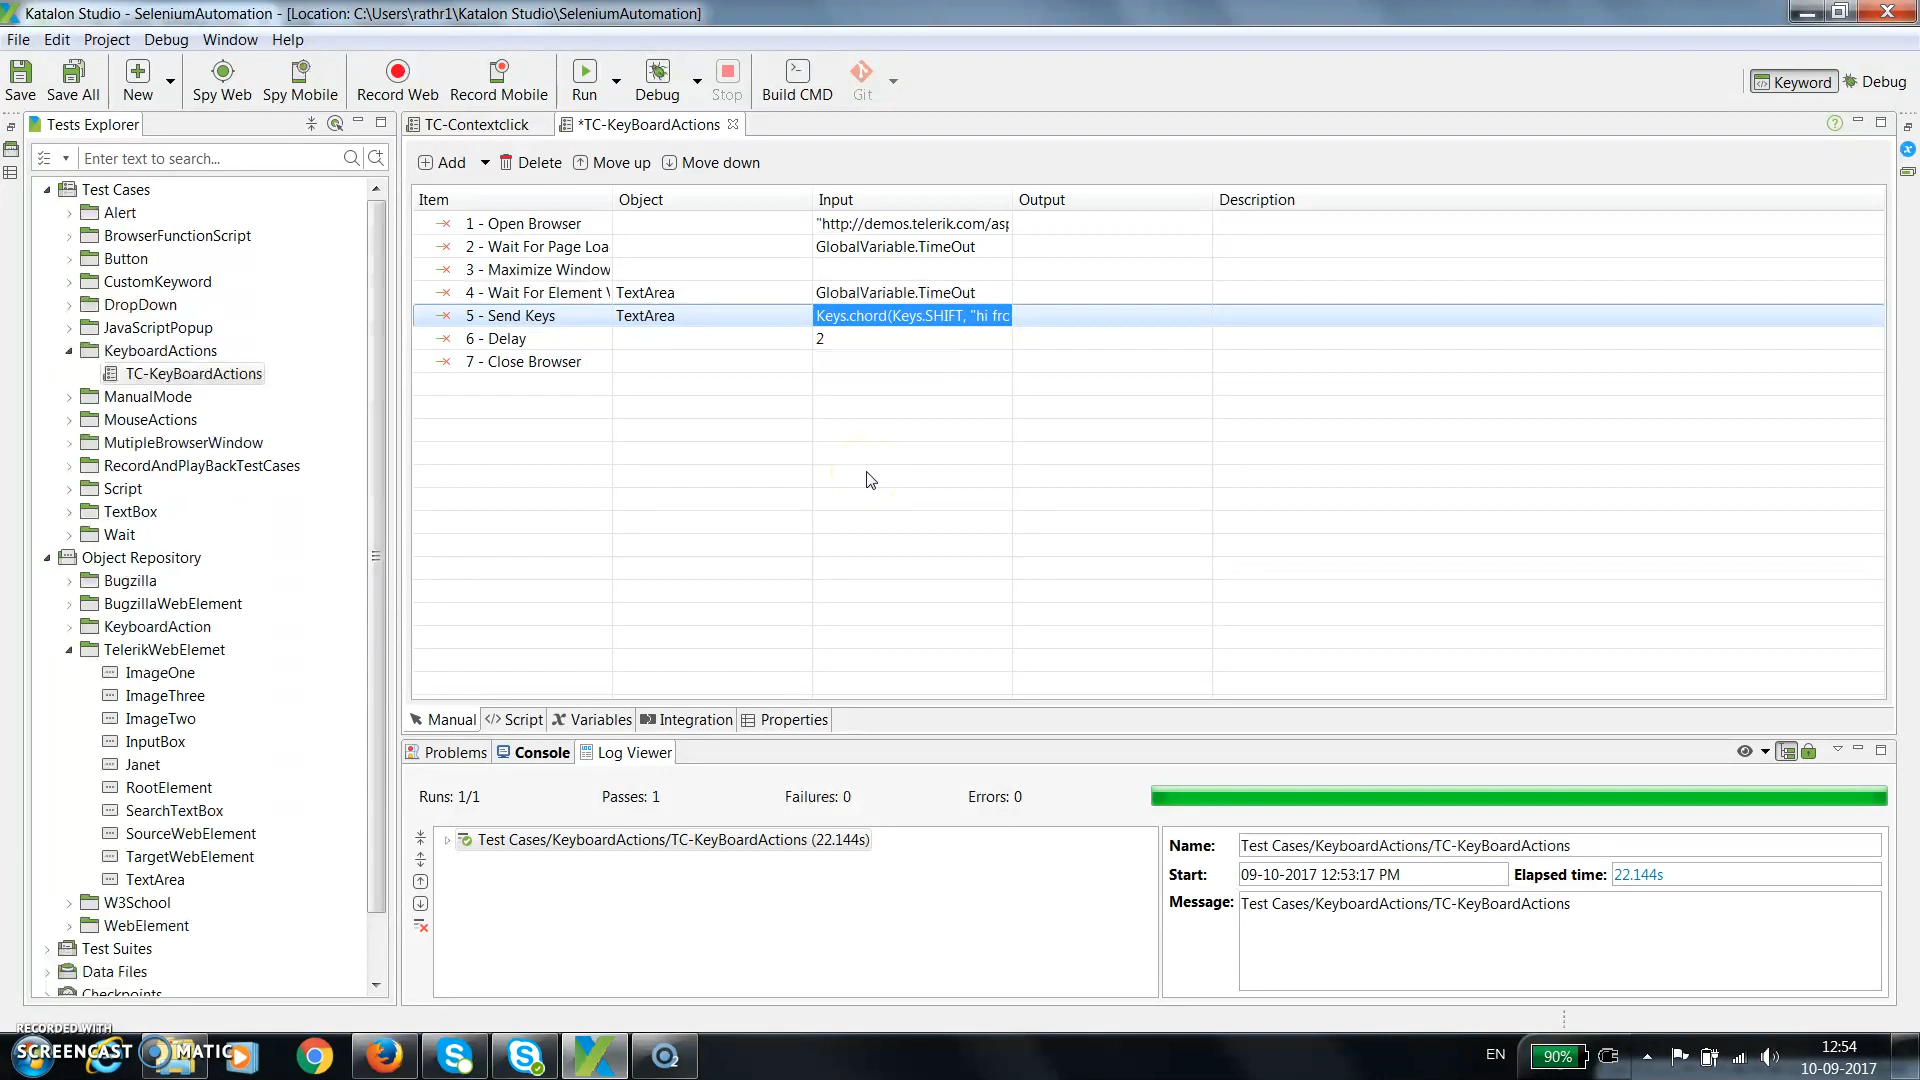 Katalon Studio - SeleniumAutomation - [Location: C:\Users\rathr1\Katalon Studio\SeleniumAutomation]
File Edit Project Debug Window Help
Save Save All New Spy Web Spy Mobile Record Web Record Mobile Run Debug Stop Build CMD Git Keyword Debug
Tests Explorer
Enter text to search...
Test Cases
Alert
BrowserFunctionScript
Button
CustomKeyword
DropDown
JavaScriptPopup
KeyboardActions
TC-KeyBoardActions
ManualMode
MouseActions
MutipleBrowserWindow
RecordAndPlayBackTestCases
Script
TextBox
Wait
Object Repository
Bugzilla
BugzillaWebElement
KeyboardAction
TelerikWebElemet
ImageOne
ImageThree
ImageTwo
InputBox
Janet
RootElement
SearchTextBox
SourceWebElement
TargetWebElement
TextArea
W3School
WebElement
Test Suites
Data Files
Checkpoints
TC-Contextclick *TC-KeyBoardActions
Add Delete Move up Move down
Item Object Input Output Description
1 - Open Browser "http://demos.telerik.com/asp
2 - Wait For Page Loa GlobalVariable.TimeOut
3 - Maximize Window
4 - Wait For Element V TextArea GlobalVariable.TimeOut
5 - Send Keys TextArea Keys.chord(Keys.SHIFT, "hi frc
6 - Delay 2
7 - Close Browser
Manual Script Variables Integration Properties
Problems Console Log Viewer
Runs: 1/1 Passes: 1 Failures: 0 Errors: 0
Test Cases/KeyboardActions/TC-KeyBoardActions (22.144s)
Name: Test Cases/KeyboardActions/TC-KeyBoardActions
Start: 09-10-2017 12:53:17 PM Elapsed time: 22.144s
Message: Test Cases/KeyboardActions/TC-KeyBoardActions
RECORDED WITH
SCREENCAST MATIC
EN 90% 12:54
10-09-2017